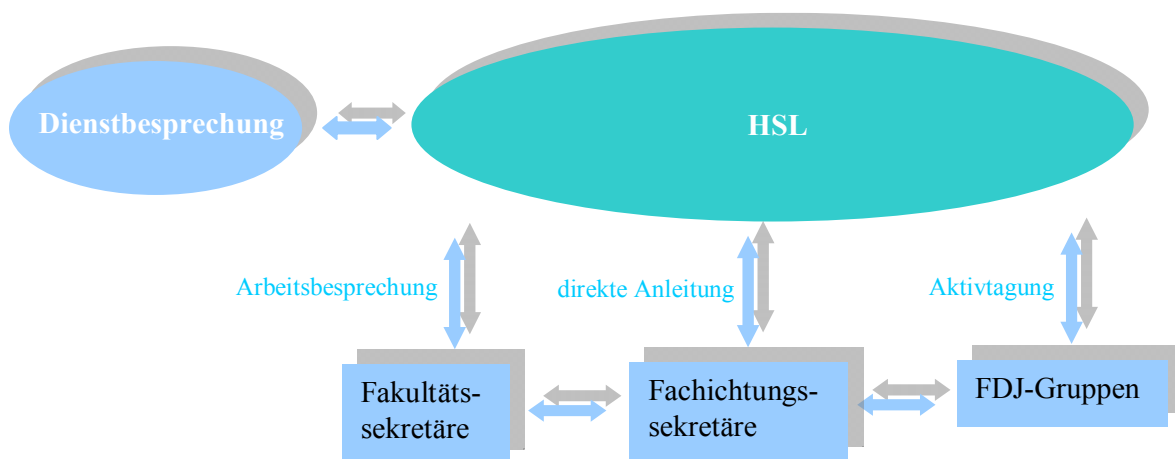 Dienstbesprechung
HSL
Arbeitsbesprechung
direkte Anleitung
Aktivtagung
Fakultäts-
sekretäre
Fachichtungs-
sekretäre
FDJ-Gruppen